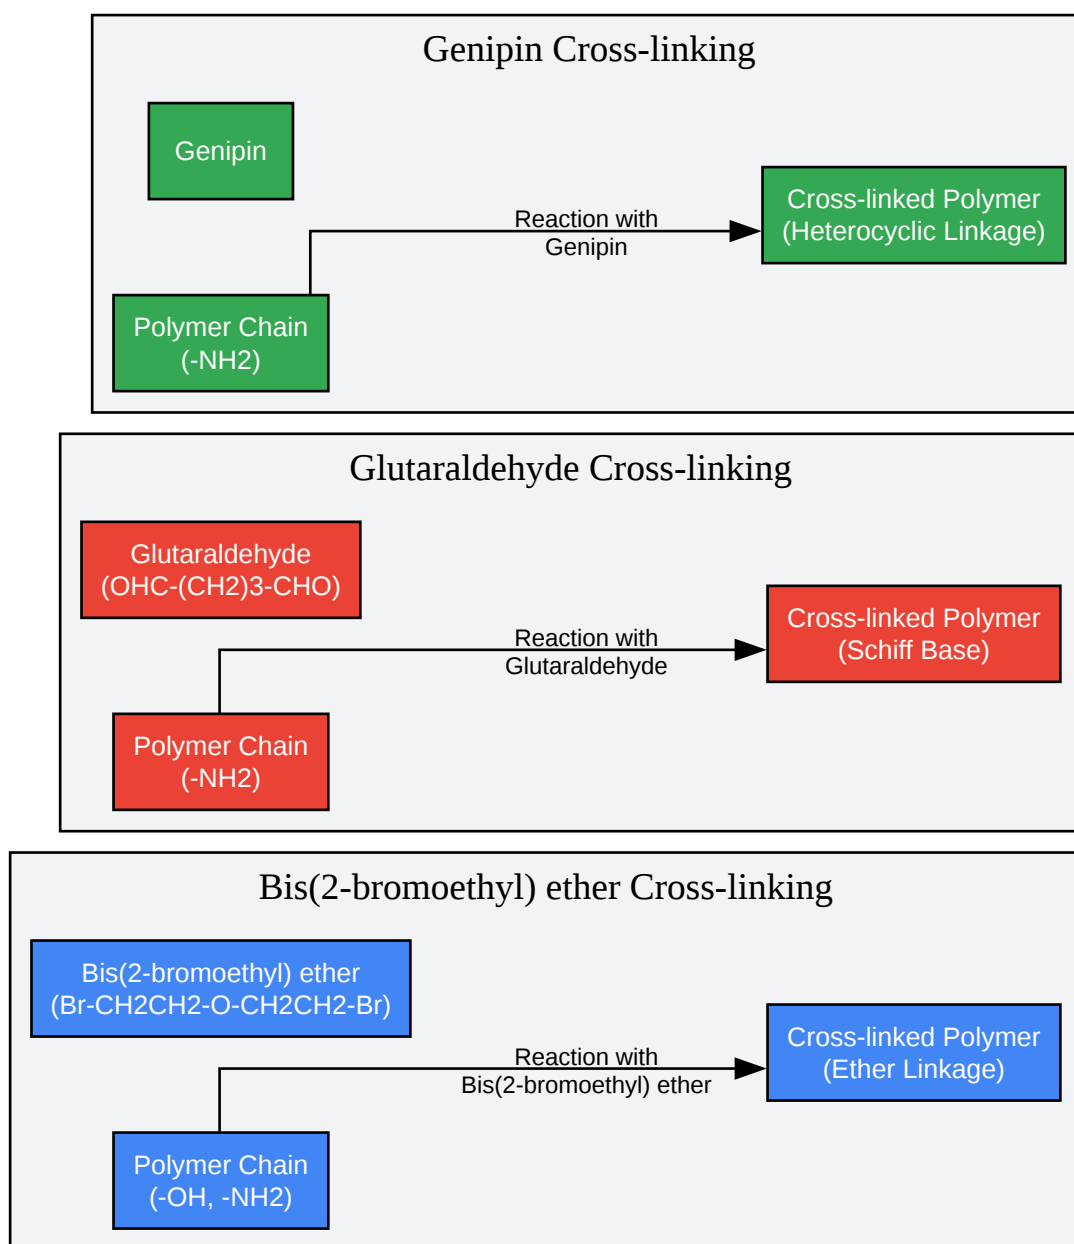 Genipin Cross-linking
Genipin
Cross-linked Polymer
(Heterocyclic Linkage)
Reaction with
Genipin
Polymer Chain
(-NH2)
Glutaraldehyde Cross-linking
Glutaraldehyde
(OHC-(CH2)3-CHO)
Cross-linked Polymer
(Schiff Base)
Reaction with
Glutaraldehyde
Polymer Chain
(-NH2)
Bis(2-bromoethyl) ether Cross-linking
Bis(2-bromoethyl) ether
(Br-CH2CH2-O-CH2CH2-Br)
Cross-linked Polymer
(Ether Linkage)
Reaction with
Bis(2-bromoethyl) ether
Polymer Chain
(-OH, -NH2)